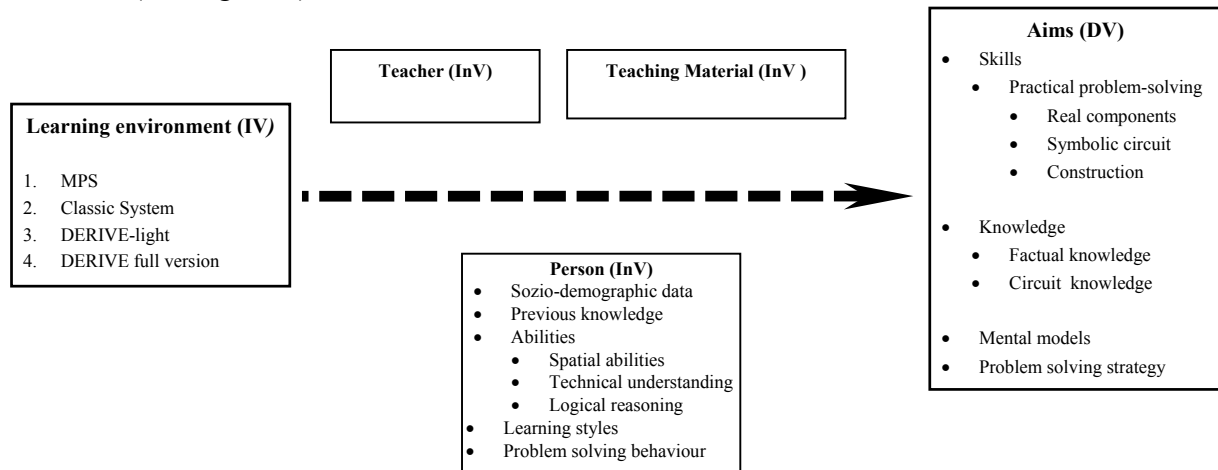 Learning environment (IV)
1. MPS
2. Classic System
3. DERIVE-light
4. DERIVE full version
Teacher (InV)
Teaching Material (InV )
Person (InV)
• Sozio-demographic data
• Previous knowledge
• Abilities
• Spatial abilities
• Technical understanding
• Logical reasoning
• Learning styles
• Problem solving behaviour
Aims (DV)
• Skills
• Practical problem-solving
• Real components
• Symbolic circuit
• Construction
• Knowledge
• Factual knowledge
• Circuit knowledge
• Mental models
• Problem solving strategy